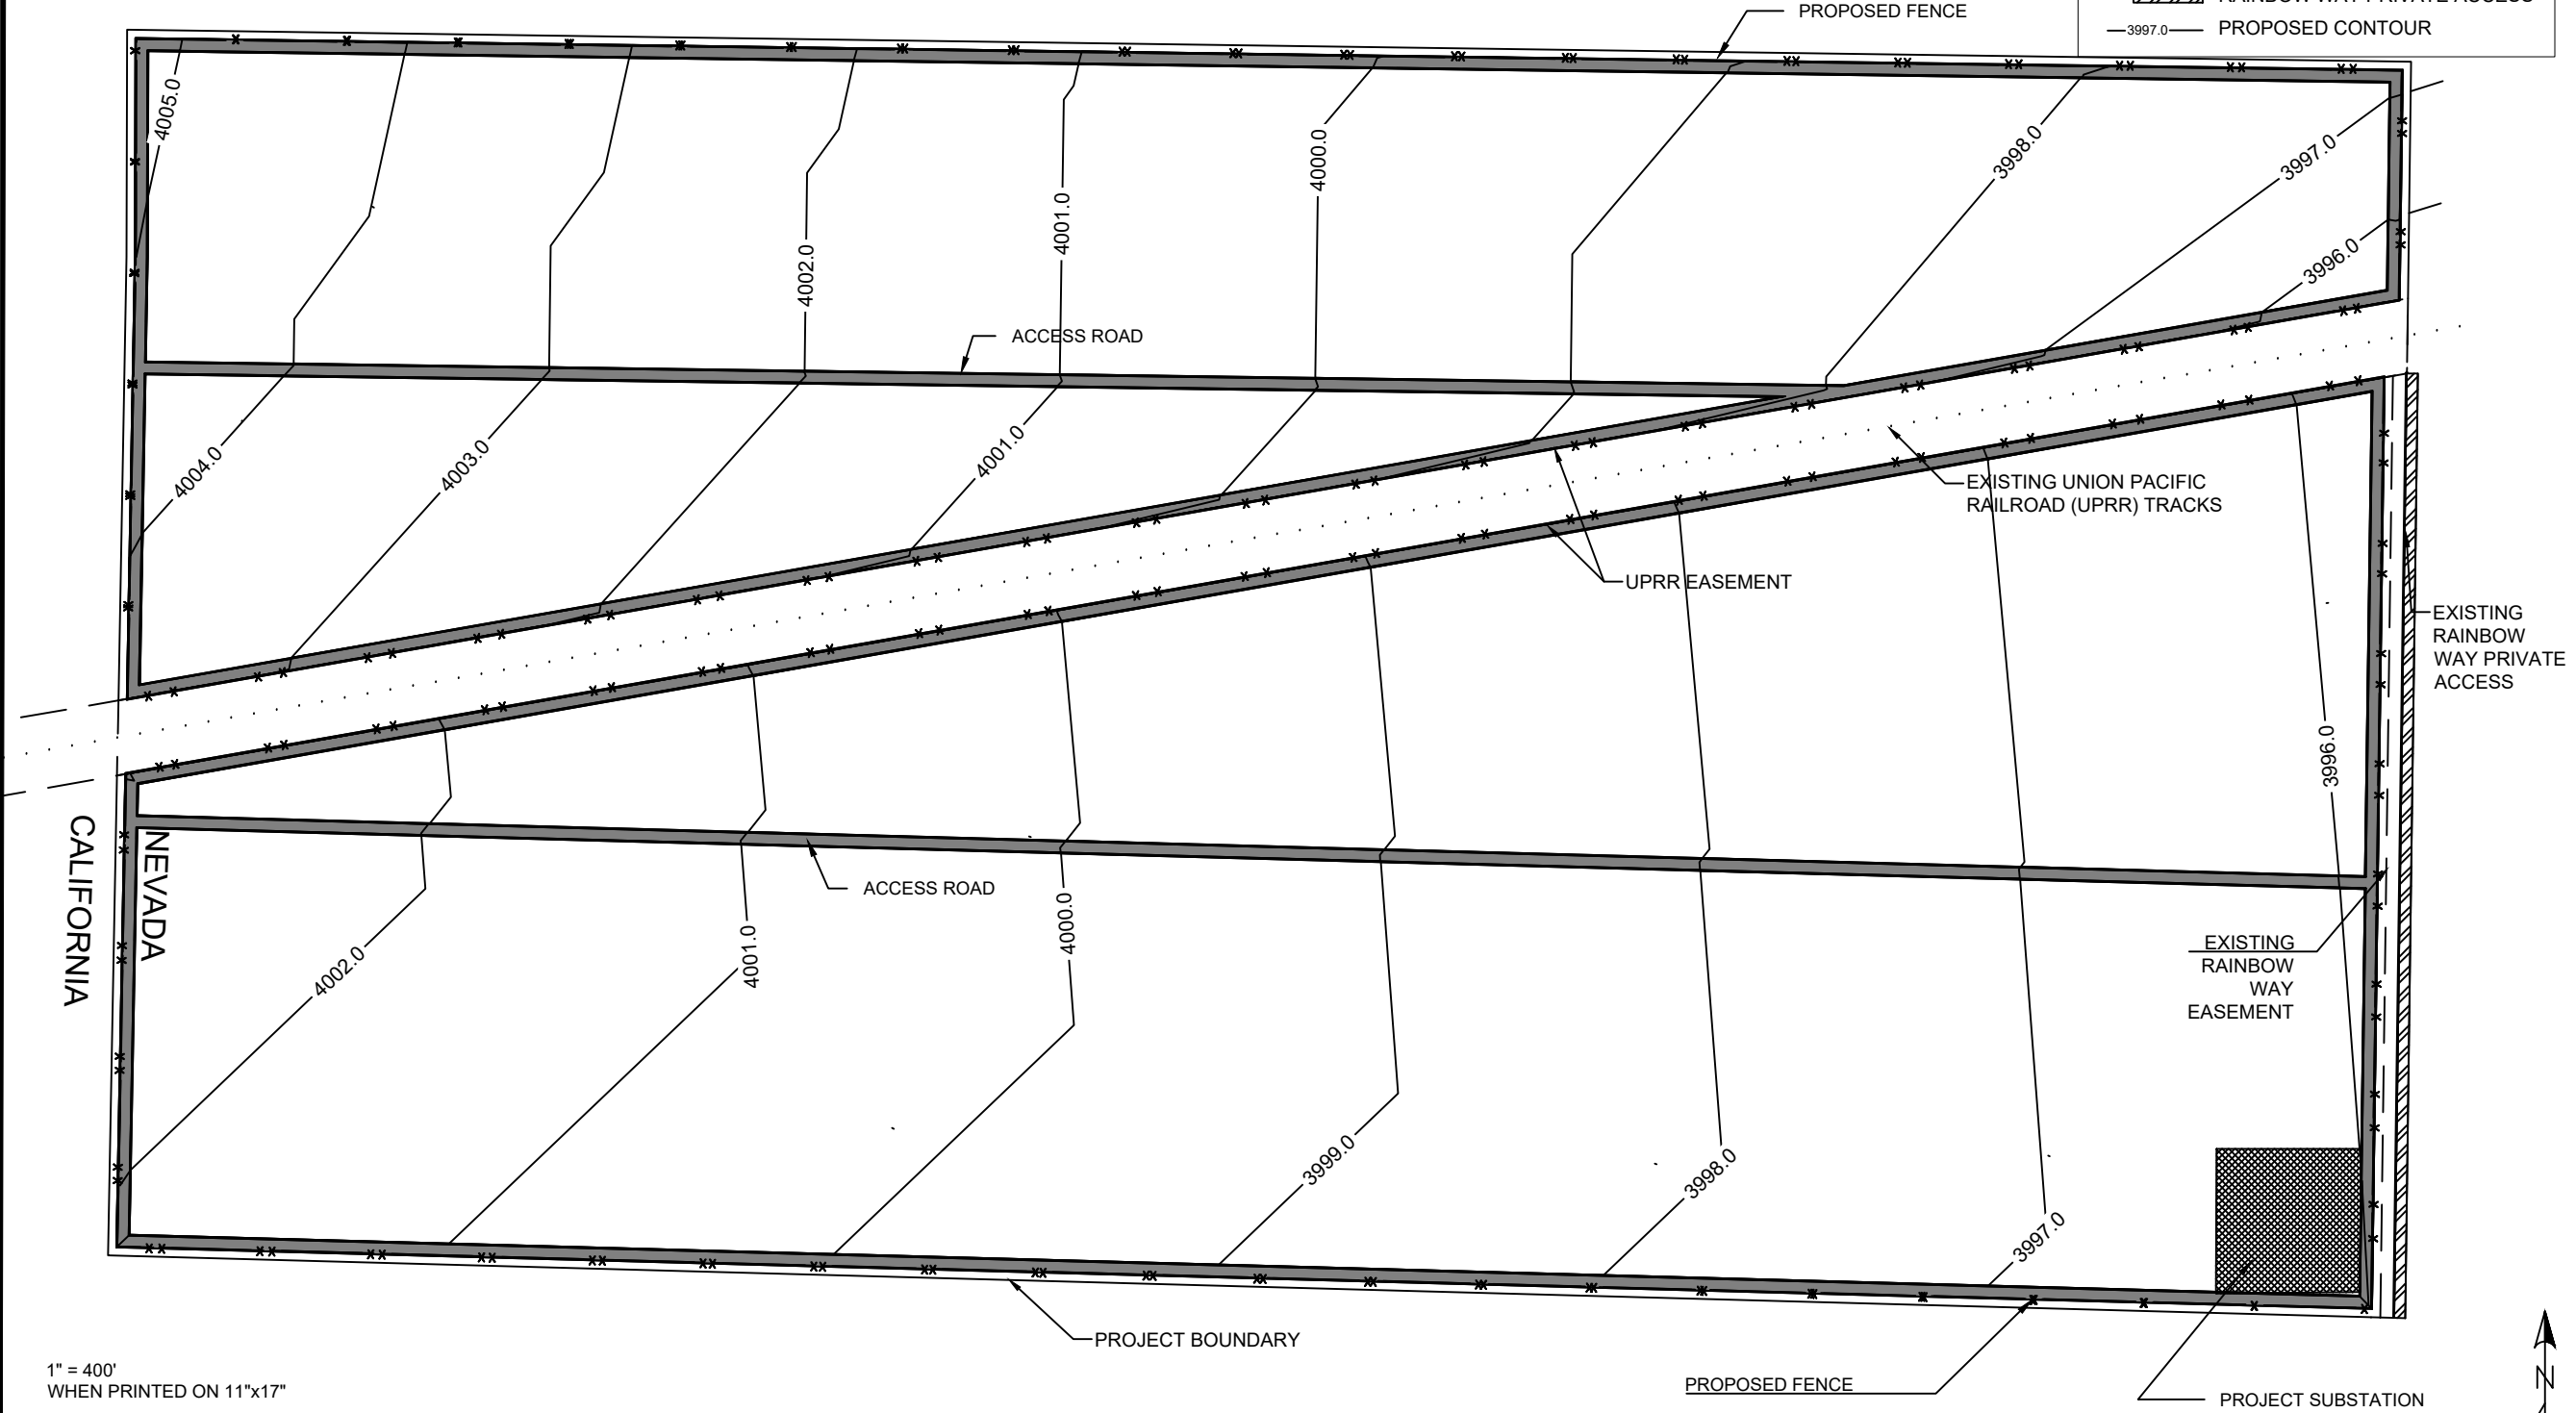 PROPOSED FENCE
RAINBOW WAY PRIVATE ACCESS
3997.0
PROPOSED CONTOUR
4005.0
4000.0
3998.0
3997.0
4001.0
4002.0
3996.0
ACCESS ROAD
4004.0
4003.0
4001.0
EXISTING UNION PACIFIC
RAILROAD (UPRR) TRACKS
UPRR EASEMENT
EXISTING
RAINBOW
WAY PRIVATE
ACCESS
3996.0
CALIFORNIA
NEVADA
ACCESS ROAD
4002.0
4001.0
4000.0
EXISTING
RAINBOW
WAY
EASEMENT
3999.0
3998.0
3997.0
PROJECT BOUNDARY
1" = 400'
WHEN PRINTED ON 11"x17"
PROPOSED FENCE
PROJECT SUBSTATION
N